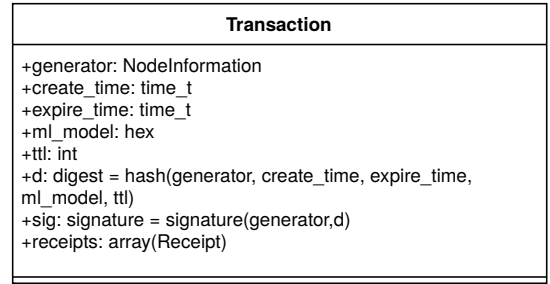 Transaction
+generator: NodeInformation
+create_time: time_t
+expire_time: time_t
+ml_model: hex
+ttl: int
+d: digest = hash(generator, create_time, expire_time,
ml_model, ttl)
+sig: signature = signature(generator,d)
+receipts: array(Receipt)